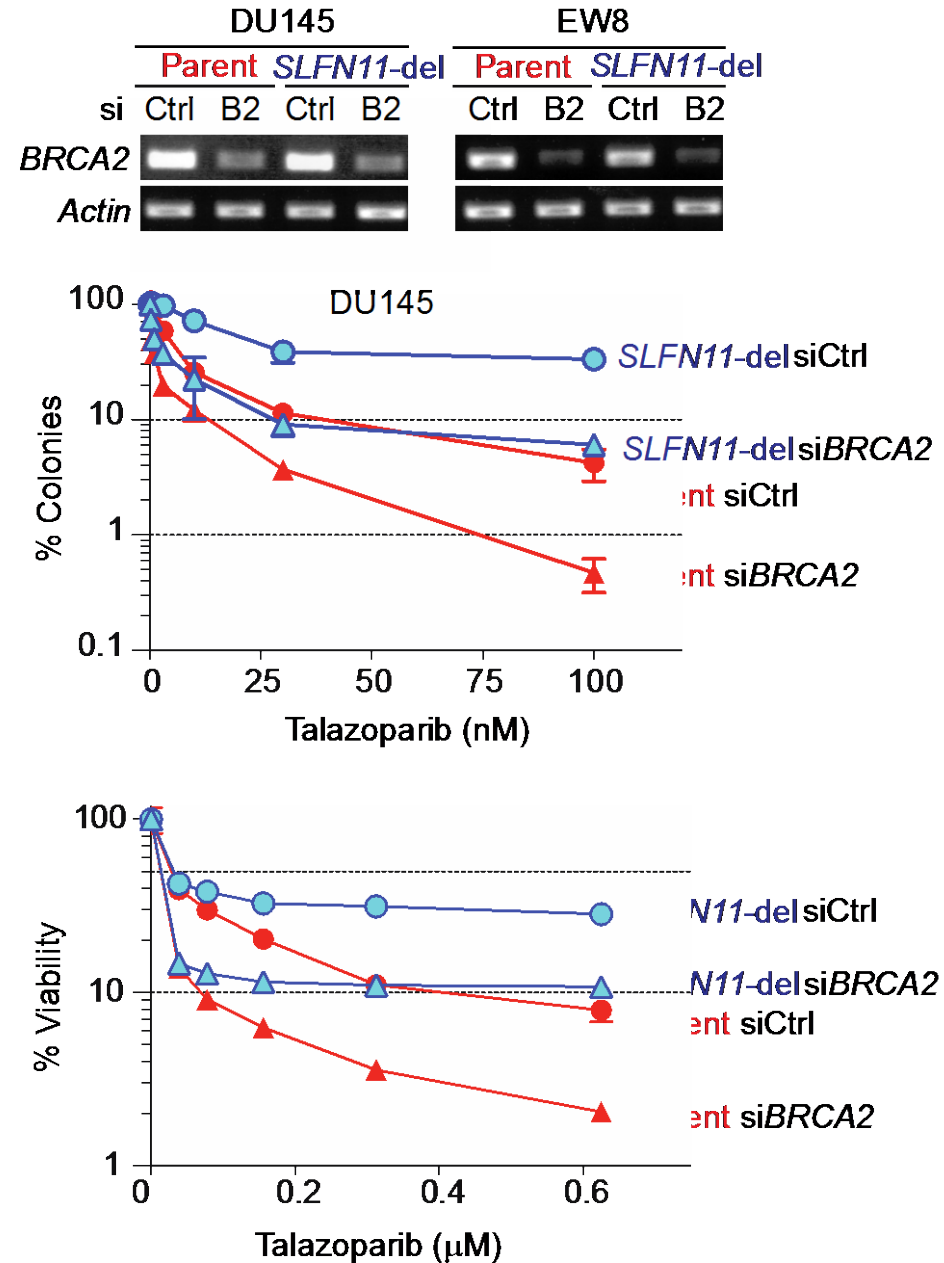 DU145 EW8
Parent SLFN11-del Parent SLFN11-del
si Ctrl B2 Ctrl B2 Ctrl B2 Ctrl B2
BRCA2
Actin
DU145
% Colonies
100
10
1
0.1
0 25 50 75 100
Talazoparib (nM)
SLFN11-del siCtrl
SLFN11-del siBRCA2
ent siCtrl
ent siBRCA2
% Viability
100
10
1
0 0.2 0.4 0.6
Talazoparib (µM)
N11-del siCtrl
N11-del siBRCA2
ent siCtrl
ent siBRCA2